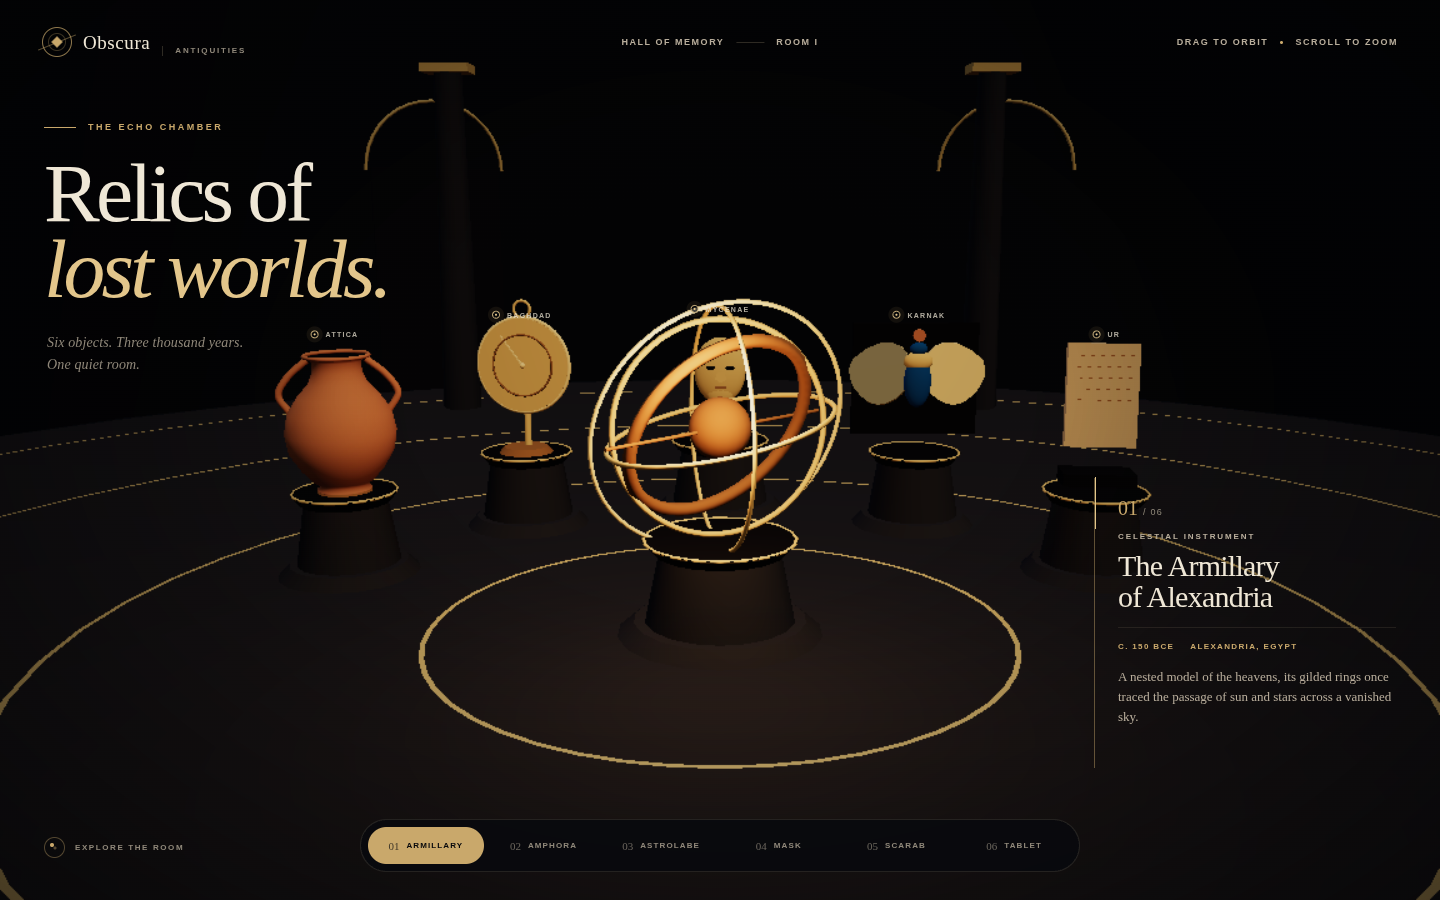 Obscura
ANTIQUITIES
HALL OF MEMORY
ROOM I
DRAG TO ORBIT • SCROLL TO ZOOM
THE ECHO CHAMBER
Relics of
lost worlds.
Six objects. Three thousand years.
One quiet room.
ATTICA
BAGHDAD
MYCENAE
KARNAK
UR
01 / 06
CELESTIAL INSTRUMENT
The Armillary
of Alexandria
C. 150 BCE
ALEXANDRIA, EGYPT
A nested model of the heavens, its gilded rings once
traced the passage of sun and stars across a vanished
sky.
EXPLORE THE ROOM
01 ARMILLARY
02 AMPHORA
03 ASTROLABE
04 MASK
05 SCARAB
06 TABLET